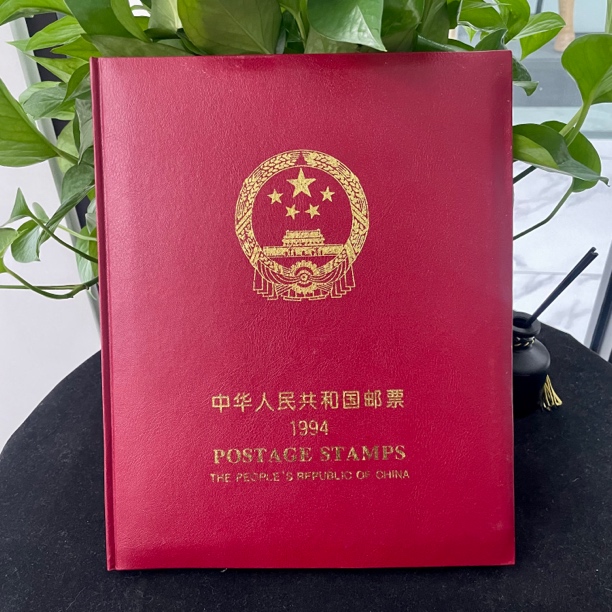 中华人民共和国邮票
1994
POSTAGE STAMPS
THE PEOPLE'S REPUBLIC OF CHINA